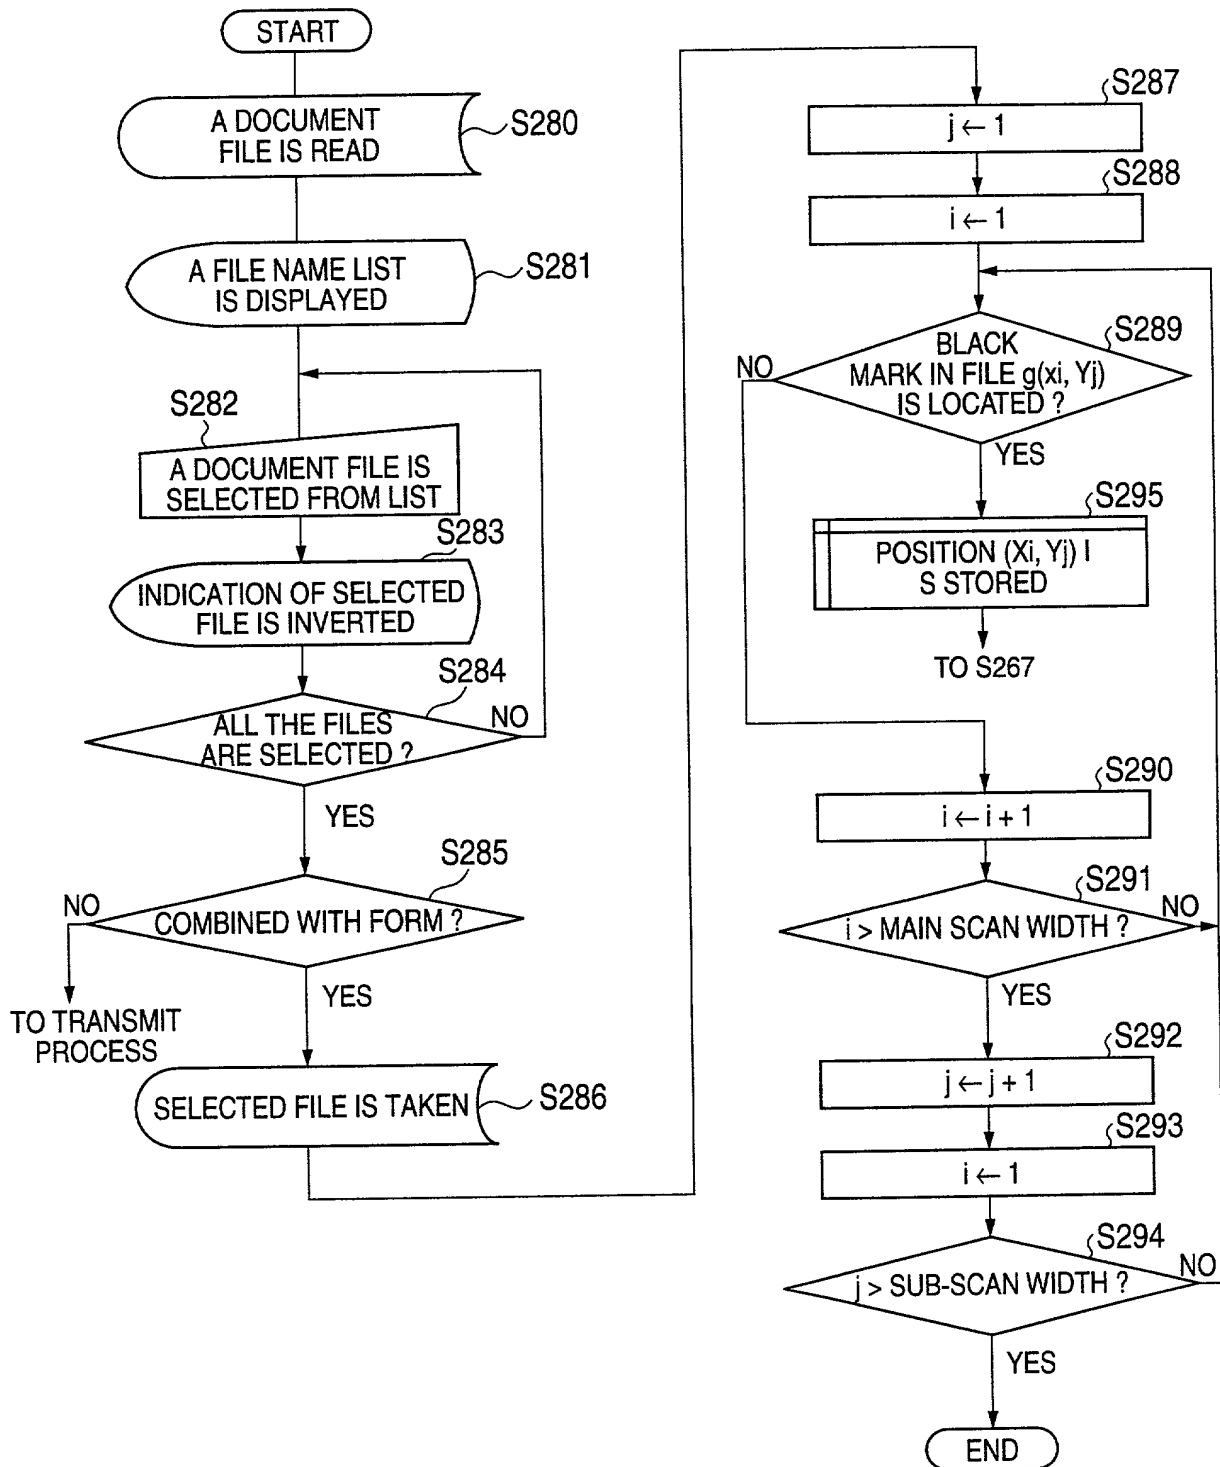 START
A DOCUMENT
FILE IS READ
S280
A FILE NAME LIST
IS DISPLAYED
S281
S282
A DOCUMENT FILE IS
SELECTED FROM LIST
S283
INDICATION OF SELECTED
FILE IS INVERTED
S284
ALL THE FILES
ARE SELECTED ?
NO
YES
S285
COMBINED WITH FORM ?
NO
TO TRANSMIT
PROCESS
YES
SELECTED FILE IS TAKEN
S286
S287
j ← 1
S288
i ← 1
S289
BLACK
MARK IN FILE g(xi, Yj)
IS LOCATED ?
NO
YES
S295
POSITION (Xi, Yj) I
S STORED
TO S267
S290
i ← i + 1
S291
i > MAIN SCAN WIDTH ?
NO
YES
S292
j ← j + 1
S293
i ← 1
S294
j > SUB-SCAN WIDTH ?
NO
YES
END